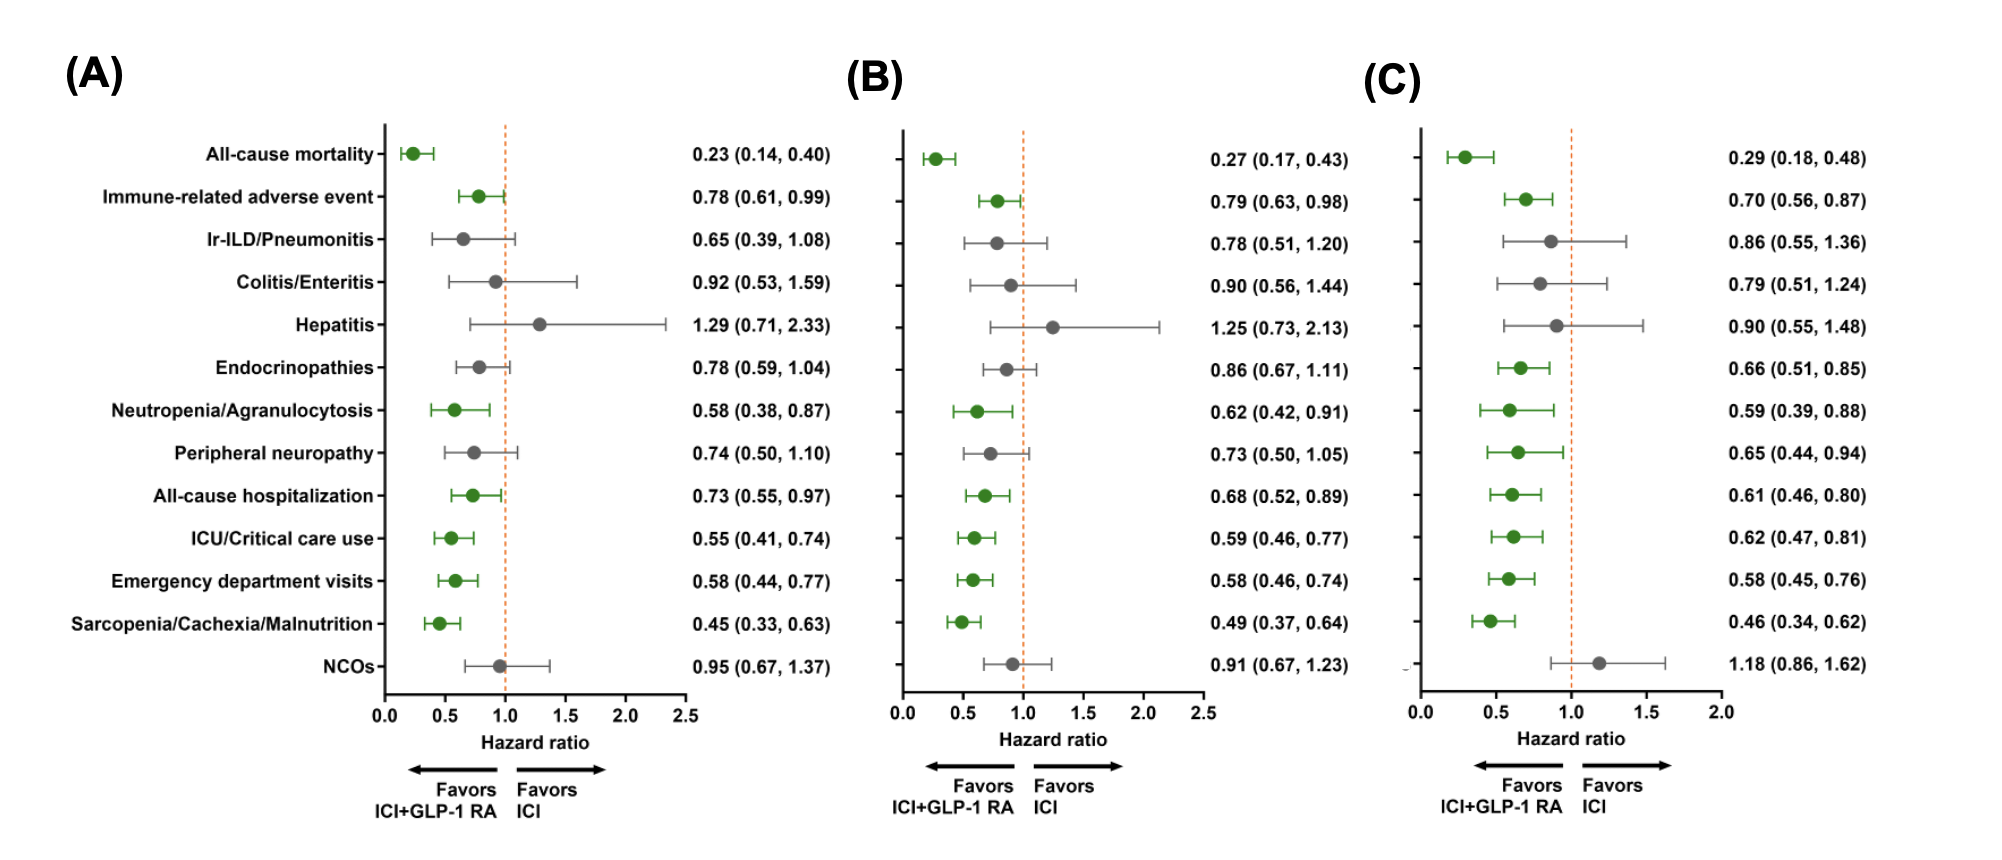 (A)
All-cause mortality 0.23 (0.14, 0.40)
Immune-related adverse event 0.78 (0.61, 0.99)
Ir-ILD/Pneumonitis 0.65 (0.39, 1.08)
Colitis/Enteritis 0.92 (0.53, 1.59)
Hepatitis 1.29 (0.71, 2.33)
Endocrinopathies 0.78 (0.59, 1.04)
Neutropenia/Agranulocytosis 0.58 (0.38, 0.87)
Peripheral neuropathy 0.74 (0.50, 1.10)
All-cause hospitalization 0.73 (0.55, 0.97)
ICU/Critical care use 0.55 (0.41, 0.74)
Emergency department visits 0.58 (0.44, 0.77)
Sarcopenia/Cachexia/Malnutrition 0.45 (0.33, 0.63)
NCOs 0.95 (0.67, 1.37)
0.0 0.5 1.0 1.5 2.0 2.5
Hazard ratio
Favors Favors
ICI+GLP-1 RA ICI
(B)
0.27 (0.17, 0.43)
0.79 (0.63, 0.98)
0.78 (0.51, 1.20)
0.90 (0.56, 1.44)
1.25 (0.73, 2.13)
0.86 (0.67, 1.11)
0.62 (0.42, 0.91)
0.73 (0.50, 1.05)
0.68 (0.52, 0.89)
0.59 (0.46, 0.77)
0.58 (0.46, 0.74)
0.49 (0.37, 0.64)
0.91 (0.67, 1.23)
0.0 0.5 1.0 1.5 2.0 2.5
Hazard ratio
Favors Favors
ICI+GLP-1 RA ICI
(C)
0.29 (0.18, 0.48)
0.70 (0.56, 0.87)
0.86 (0.55, 1.36)
0.79 (0.51, 1.24)
0.90 (0.55, 1.48)
0.66 (0.51, 0.85)
0.59 (0.39, 0.88)
0.65 (0.44, 0.94)
0.61 (0.46, 0.80)
0.62 (0.47, 0.81)
0.58 (0.45, 0.76)
0.46 (0.34, 0.62)
1.18 (0.86, 1.62)
0.0 0.5 1.0 1.5 2.0
Hazard ratio
Favors Favors
ICI+GLP-1 RA ICI